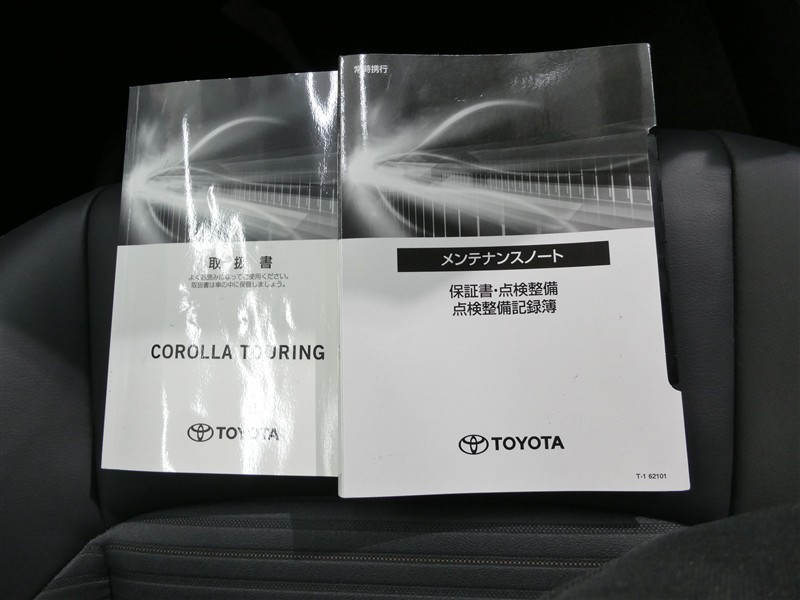 取扱書
よくお読みになってご使用ください。
取扱書は車の中に保管しましょう。
COROLLA TOURING
TOYOTA
常時携行
メンテナンスノート
保証書・点検整備
点検整備記録簿
TOYOTA
T-1 62101